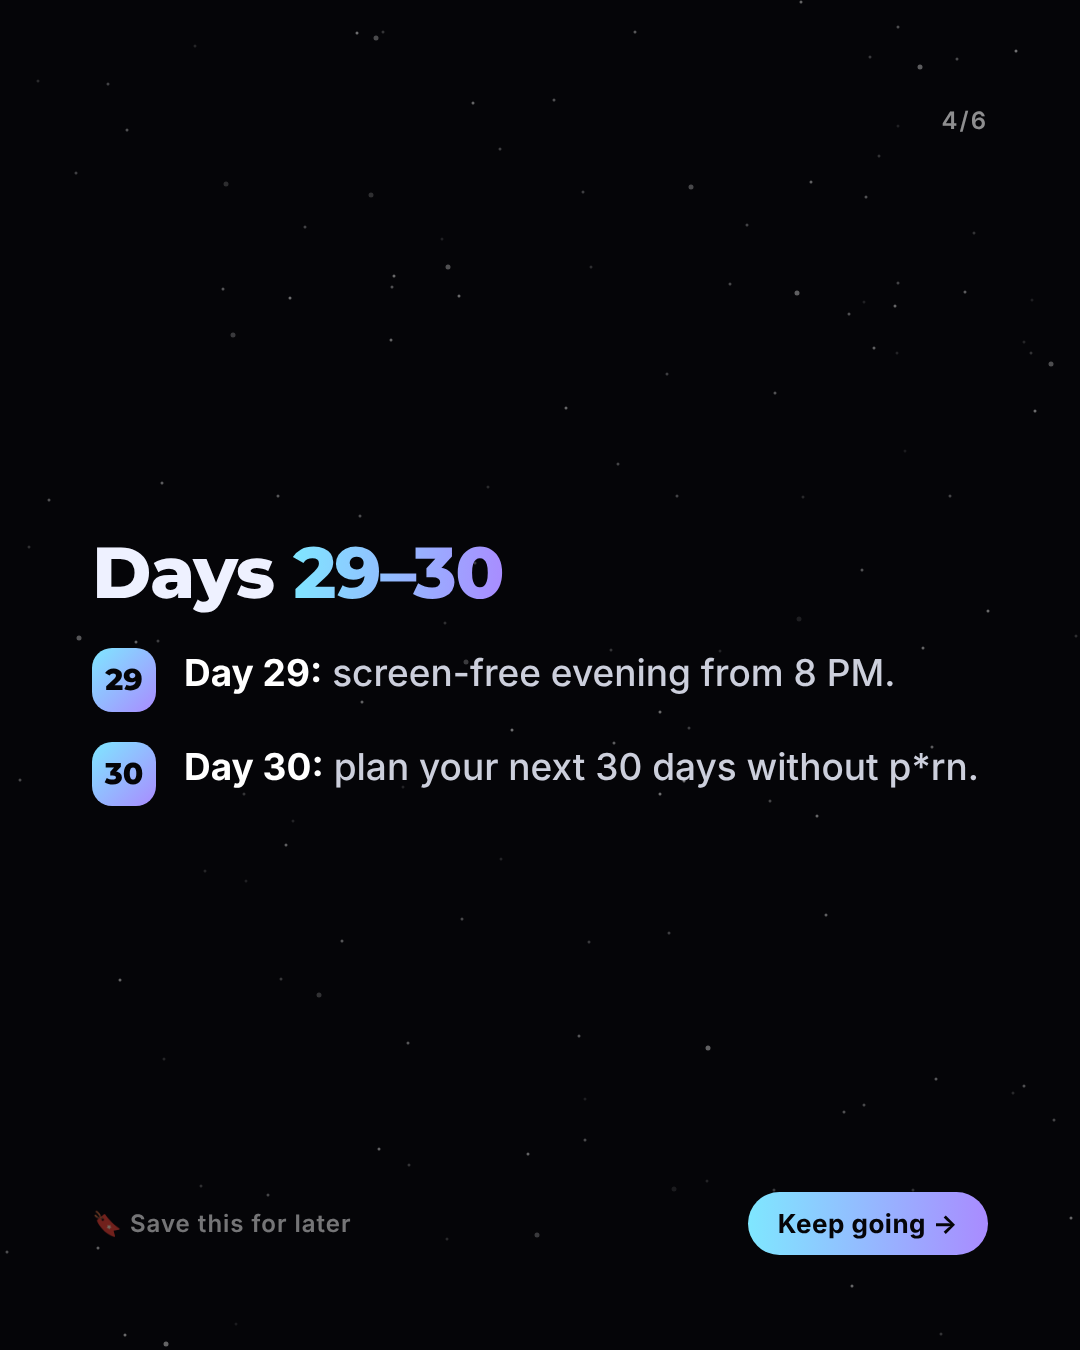 4/6
Days 29–30
29 Day 29: screen-free evening from 8 PM.
30 Day 30: plan your next 30 days without p*rn.
🔖 Save this for later
Keep going →